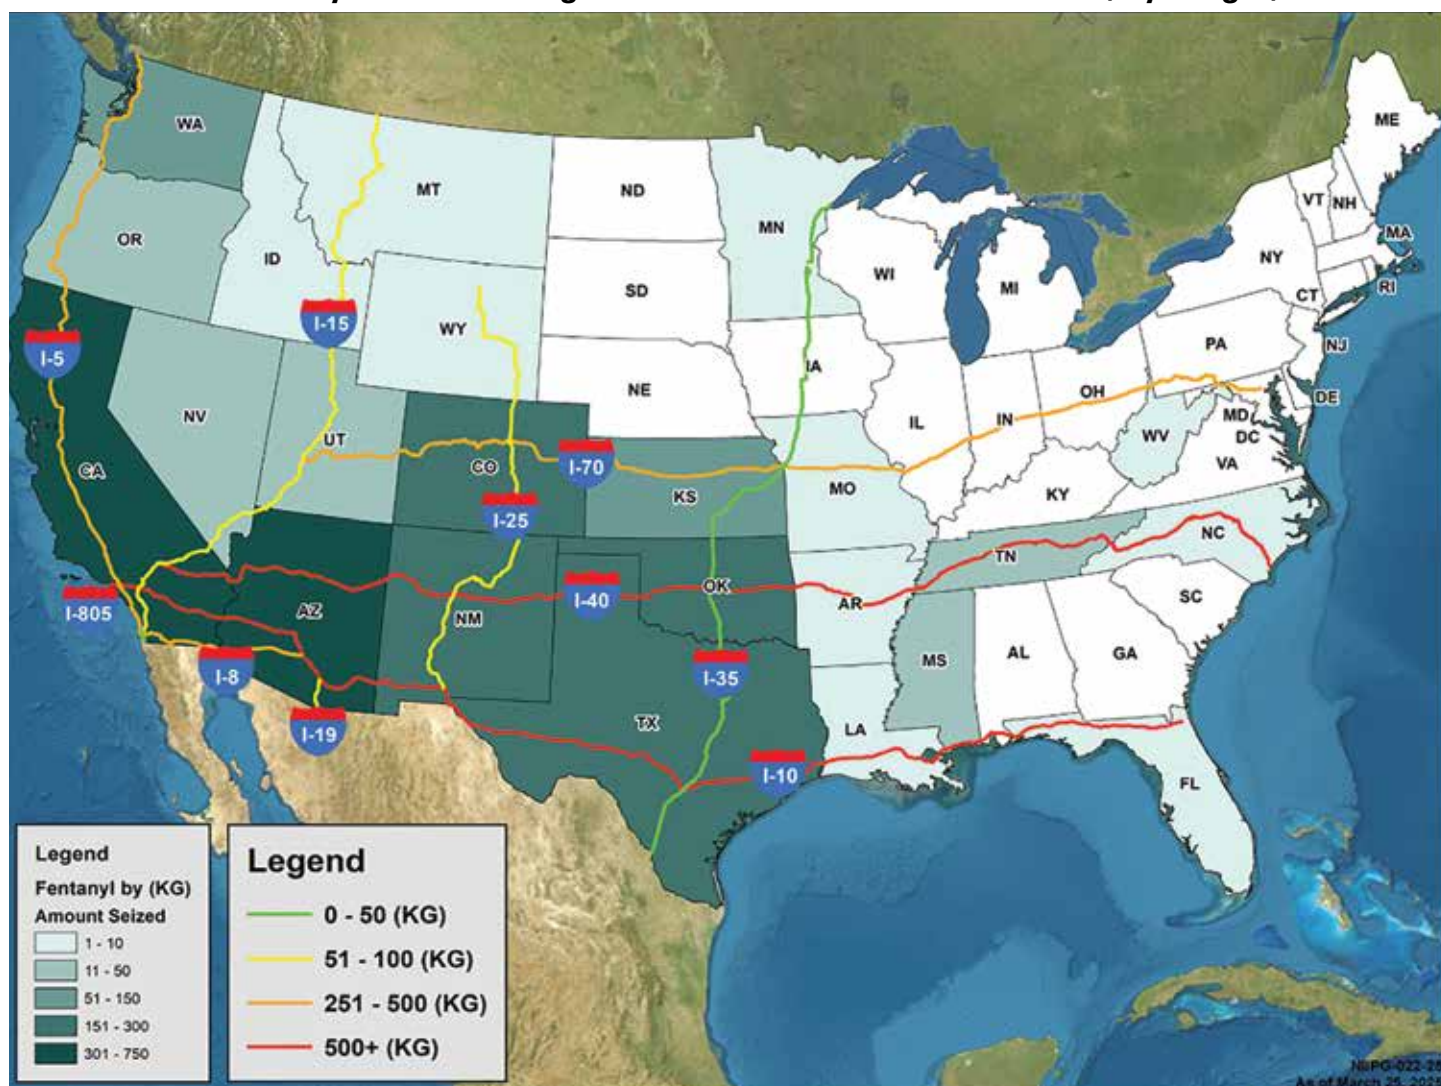 WA
ME
MT
ND
VT
NH
MN
OR
MA
ID
WI
NY
SD
MI
RI
CT
I-15
WY
PA
NJ
I-5
IA
NE
OH
DE
NV
IL
IN
MD
UT
WV
DC
CA
CO
I-70
VA
MO
KS
KY
I-25
NC
TN
OK
I-40
SC
I-805
AZ
AR
NM
AL
GA
MS
I-8
I-35
TX
LA
I-19
I-10
FL
Legend
Fentanyl by (KG)
Amount Seized
1 - 10
11 - 50
51 - 150
151 - 300
301 - 750
Legend
0 - 50 (KG)
51 - 100 (KG)
251 - 500 (KG)
500+ (KG)